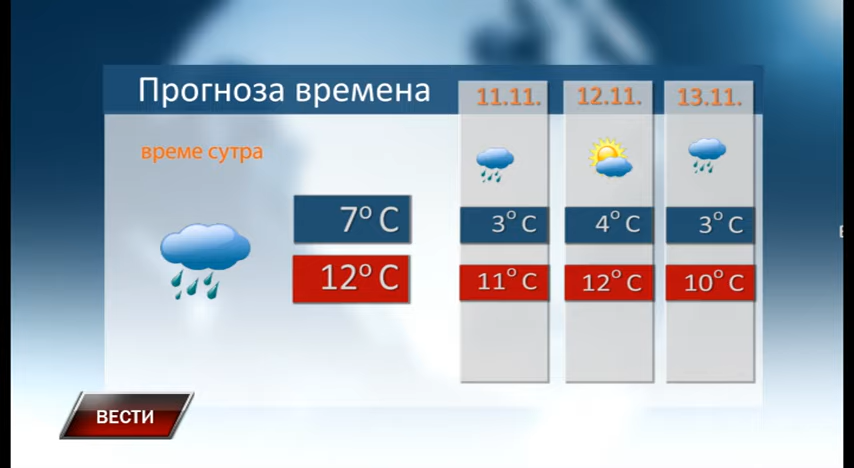 Прогноза времена
време сутра
7° C
12° C
11.11.
3° C
11° C
12.11.
4° C
12° C
13.11.
3° C
10° C
ВЕСТИ